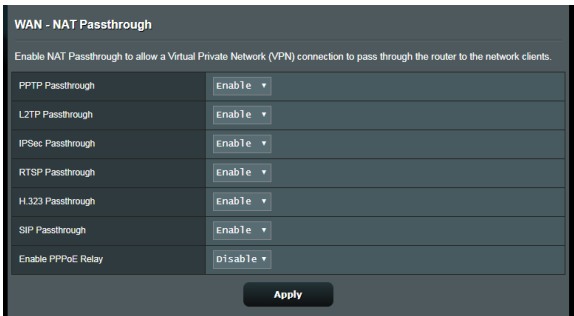 WAN - NAT Passthrough
Enable NAT Passthrough to allow a Virtual Private Network (VPN) connection to pass through the router to the network clients.
PPTP Passthrough Enable
L2TP Passthrough Enable
IPSec Passthrough Enable
RTSP Passthrough Enable
H.323 Passthrough Enable
SIP Passthrough Enable
Enable PPPoE Relay Disable
Apply